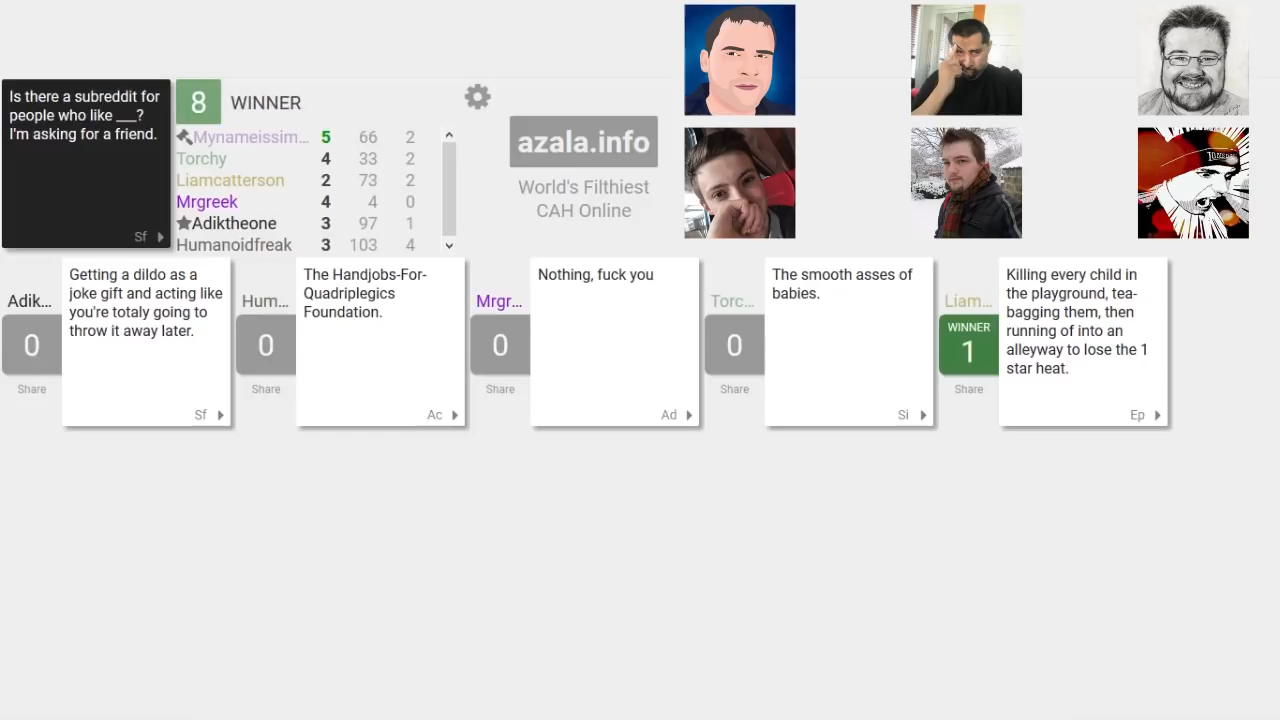 Is there a subreddit for
people who like ___?
I'm asking for a friend.
Sf
8 WINNER
Mynameissim... 5 66 2
Torchy 4 33 2
Liamcatterson 2 73 2
Mrgreek 4 4 0
Adiktheone 3 97 1
Humanoidfreak 3 103 4
azala.info
World's Filthiest
CAH Online
Adik...
0
Share
Getting a dildo as a
joke gift and acting like
you're totaly going to
throw it away later.
Sf
Hum...
0
Share
The Handjobs-For-
Quadriplegics
Foundation.
Ac
Mrgr...
0
Share
Nothing, fuck you
Ad
Torc...
0
Share
The smooth asses of
babies.
Si
Liam...
WINNER
1
Share
Killing every child in
the playground, tea-
bagging them, then
running of into an
alleyway to lose the 1
star heat.
Ep